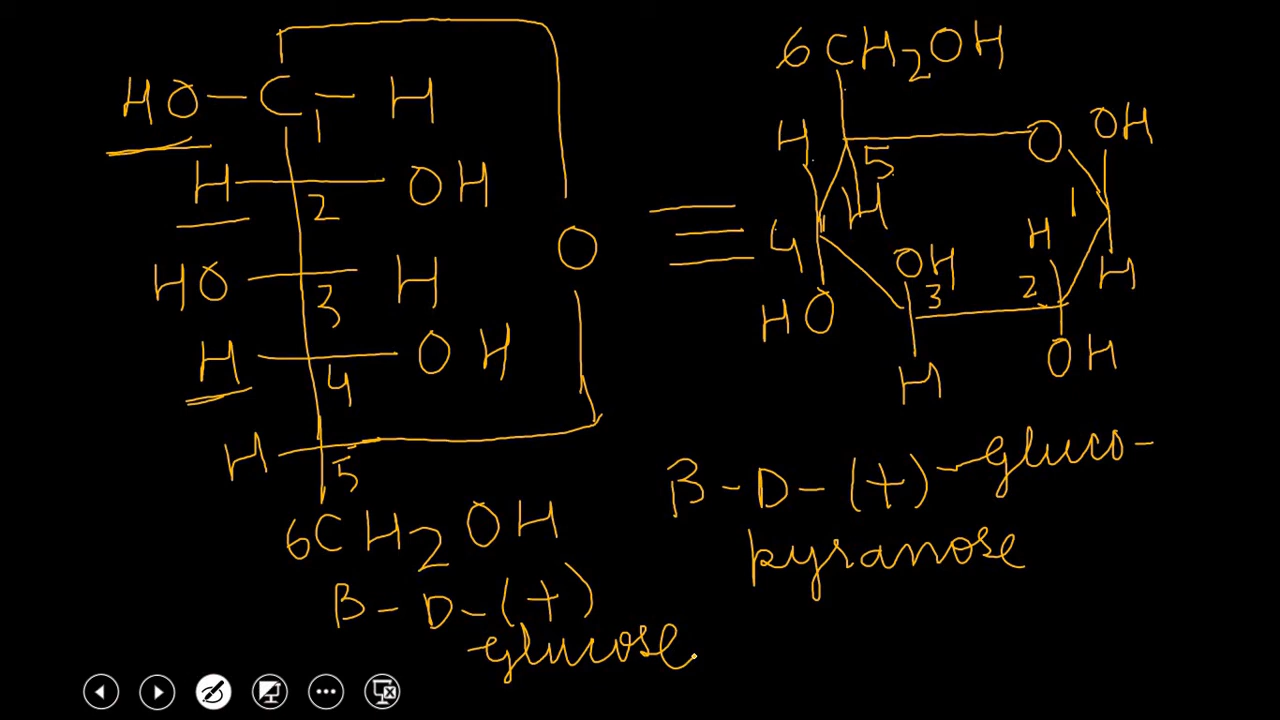 HO–C–H
1
H OH
2
HO H
3
H OH
4
H
5
O
6CH₂OH
β-D-(+)
-glucose
≡
6CH₂OH
H O OH
5
H 1
4 H
OH H
3 2
HO OH
H
β-D-(+)-gluco-
pyranose